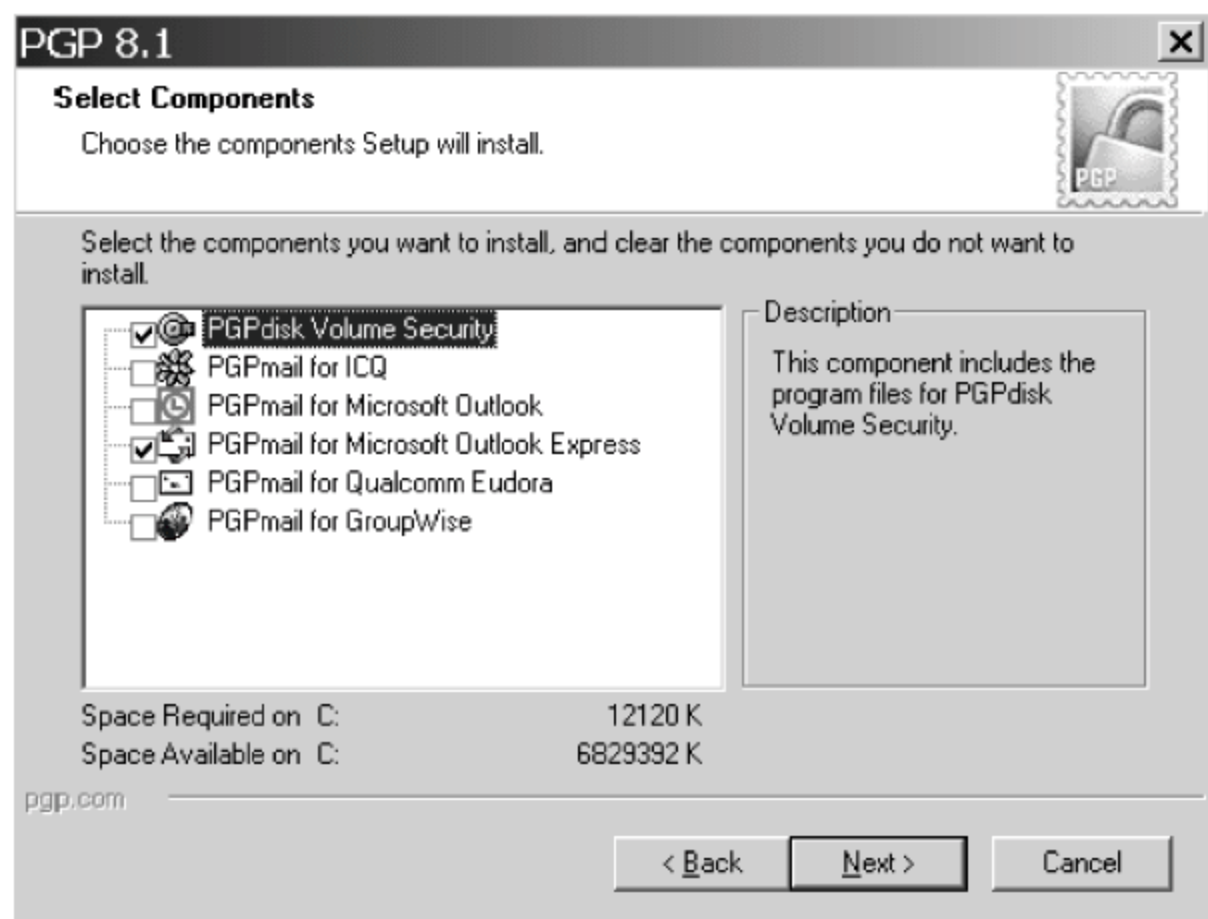 PGP 8.1
Select Components
Choose the components Setup will install.
PGP
Select the components you want to install, and clear the components you do not want to
install.
PGPdisk Volume Security
PGPmail for ICQ
PGPmail for Microsoft Outlook
PGPmail for Microsoft Outlook Express
PGPmail for Qualcomm Eudora
PGPmail for GroupWise
Description
This component includes the
program files for PGPdisk
Volume Security.
Space Required on C: 12120 K
Space Available on C: 6829392 K
pgp.com
< Back Next > Cancel